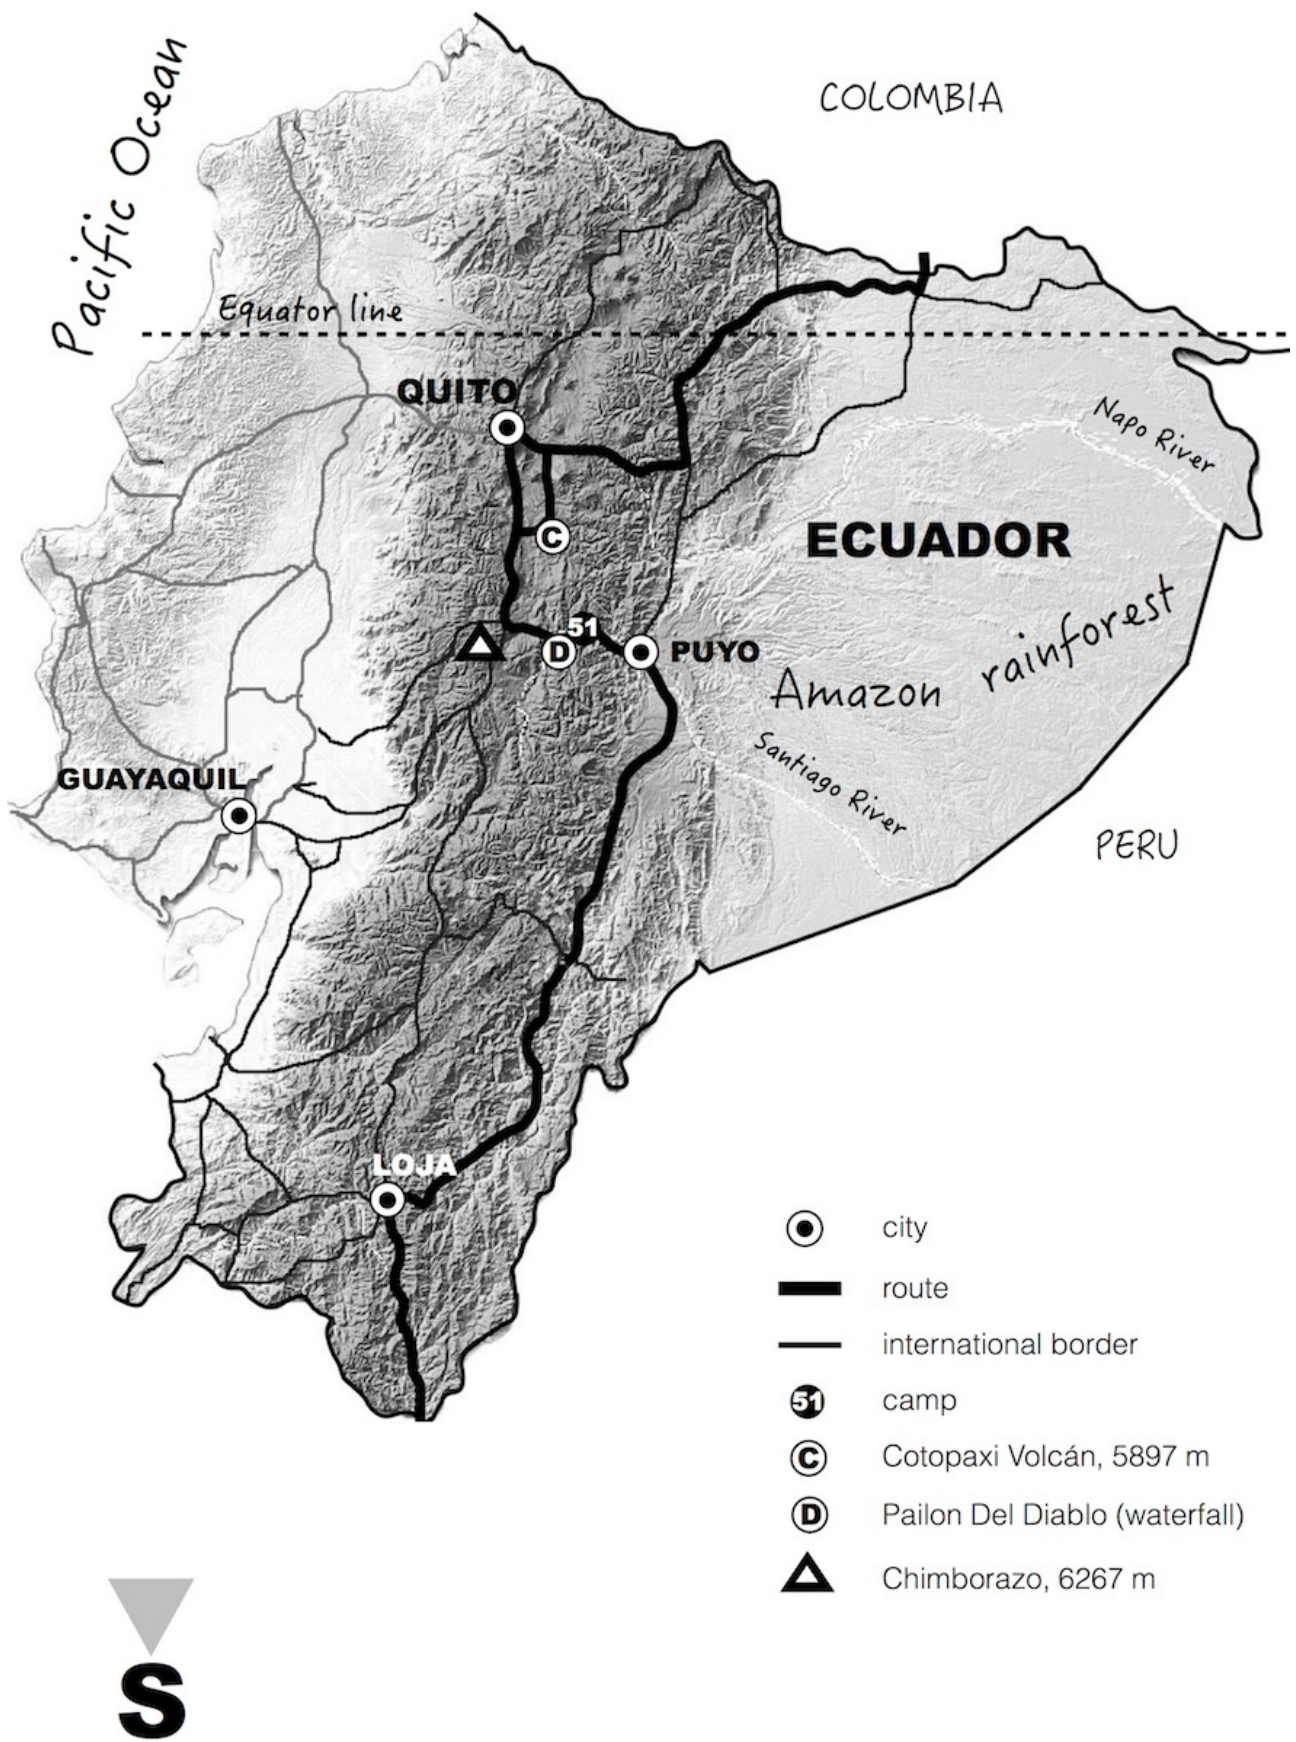 Pacific Ocean
COLOMBIA
Equator line
QUITO
Napo River
C
ECUADOR
51
D
PUYO
Amazon rainforest
Santiago River
GUAYAQUIL
PERU
LOJA
city
route
international border
51 camp
C Cotopaxi Volcán, 5897 m
D Pailon Del Diablo (waterfall)
Chimborazo, 6267 m
S